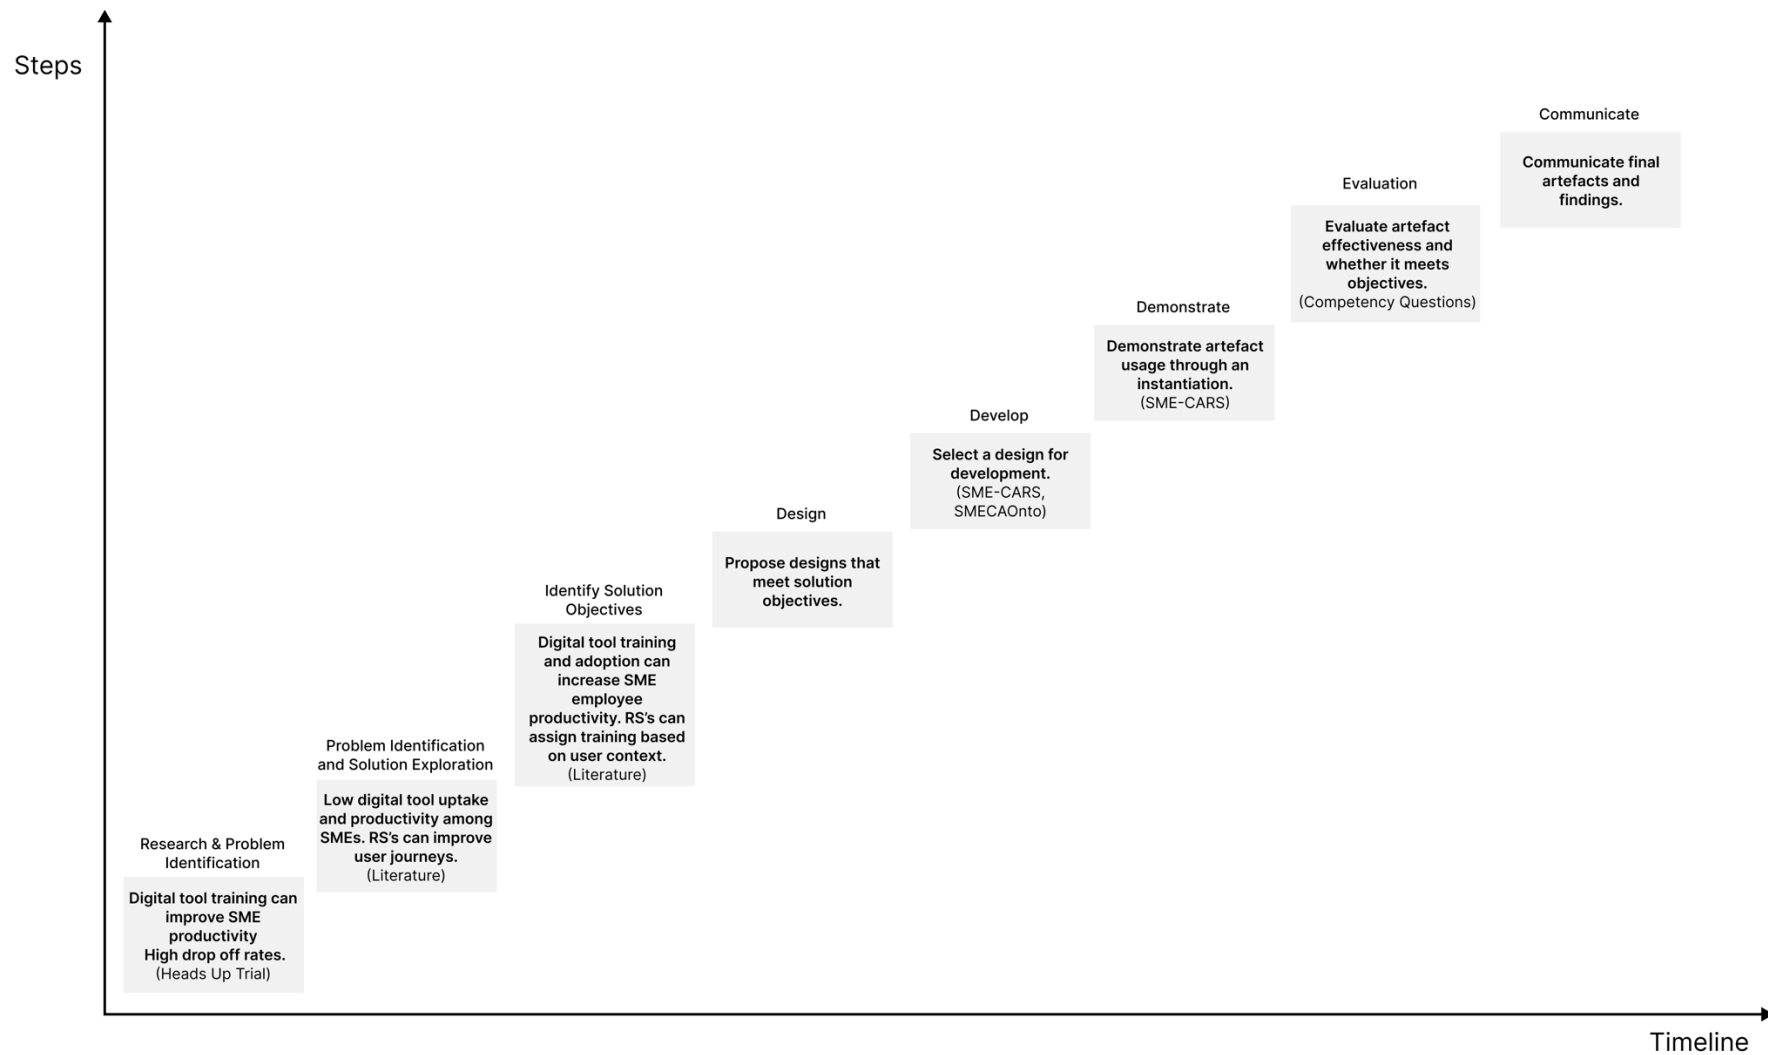 Steps
Communicate
Communicate final
artefacts and
findings.
Evaluation
Evaluate artefact
effectiveness and
whether it meets
objectives.
(Competency Questions)
Demonstrate
Demonstrate artefact
usage through an
instantiation.
(SME-CARS)
Develop
Select a design for
development.
(SME-CARS,
SMECAOnto)
Design
Propose designs that
meet solution
objectives.
Identify Solution
Objectives
Digital tool training
and adoption can
increase SME
employee
productivity. RS's can
assign training based
on user context.
(Literature)
Problem Identification
and Solution Exploration
Low digital tool uptake
and productivity among
SMEs. RS's can improve
user journeys.
(Literature)
Research & Problem
Identification
Digital tool training can
improve SME
productivity
High drop off rates.
(Heads Up Trial)
Timeline